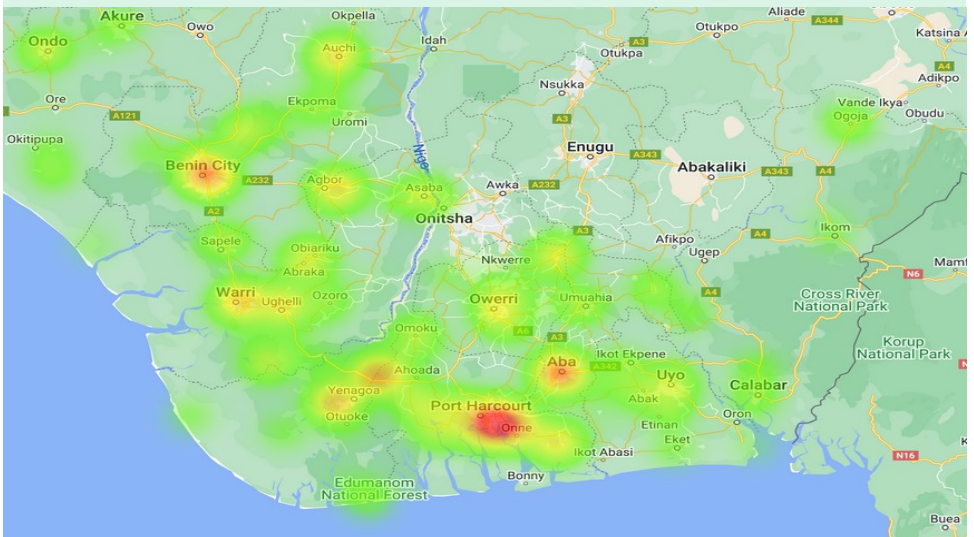 Akure
Okpella
Aliade
A344
Owo
Otukpo
Katsina A
Ondo
Auchi
Idah
A3
Otukpa
A4
Adikpo
Nsukka
Ore
Ekpoma
Vande Ikya
Obudu
A121
Uromi
A3
Ogoja
Okitipupa
Enugu
Benin City
A343
Abakaliki
A343
A4
A232
Agbor
Asaba
Awka
A232
A2
Onitsha
A3
Ikom
Sapele
Obiariku
Afikpo
A4
Ugep
Abraka
Nkwerre
Mamf
N6
Warri
Ughelli
Ozoro
Owerri
Umuahia
A4
Cross River
National Park
Omoku
A6
A3
Korup
National Park
Ikot Ekpene
Aba
A342
Ahoada
Uyo
Calabar
Yenagoa
Abak
Port Harcourt
Otuoke
Onne
Oron
Etinan
Eket
Ikot Abasi
N16
Bonny
Edumanom
National Forest
Buea